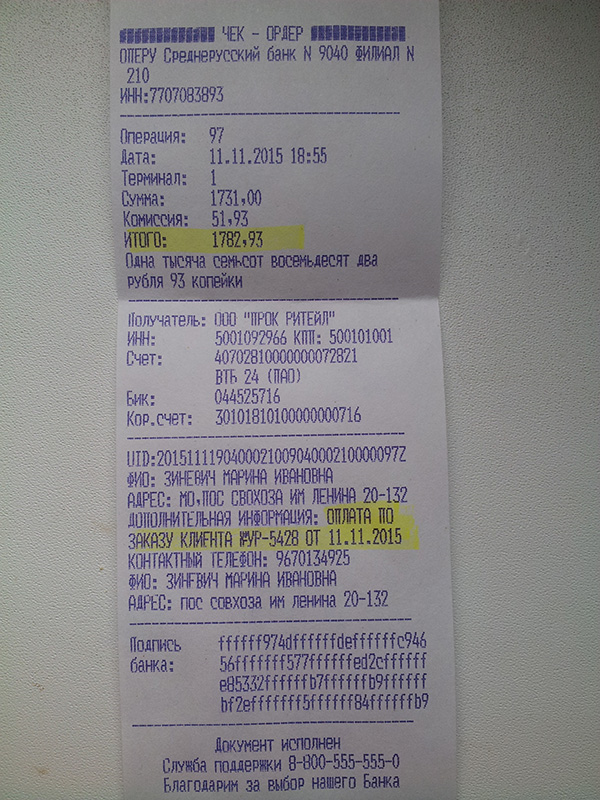 ЧЕК - ОРДЕР
ОПЕРУ Среднерусский банк N 9040 ФИЛИАЛ N
210
ИНН:7707083893
Операция: 97
Дата: 11.11.2015 18:55
Терминал: 1
Сумма: 1731,00
Комиссия: 51,93
ИТОГО: 1782,93
Одна тысяча семьсот восемьдесят два
рубля 93 копейки
Получатель: ООО "ПРОК РИТЕЙЛ"
ИНН: 5001092966 КПП: 500101001
Счет: 40702810000000072821
ВТБ 24 (ПАО)
Бик: 044525716
Кор.счет: 30101810100000000716
UID:20151111904000210090400021000​0097Z
ФИО: ЗИНЕВИЧ МАРИНА ИВАНОВНА
АДРЕС: МО,ПОС СВОХОЗА ИМ ЛЕНИНА 20-132
ДОПОЛНИТЕЛЬНАЯ ИНФОРМАЦИЯ: ОПЛАТА ПО
ЗАКАЗУ КЛИЕНТА №УР-5428 ОТ 11.11.2015
КОНТАКТНЫЙ ТЕЛЕФОН: 9670134925
ФИО: ЗИНЕВИЧ МАРИНА ИВАНОВНА
АДРЕС: пос совхоза им ленина 20-132
Подпись ffffff974dffffffdeffffffc946
банка: 56fffffff577ffffffed2cffffff
e85332ffffffb7ffffffb9ffffff
bf2efffffff5ffffff84ffffffb9
Документ исполнен
Служба поддержки 8-800-555-555-0
Благодарим за выбор нашего Банка